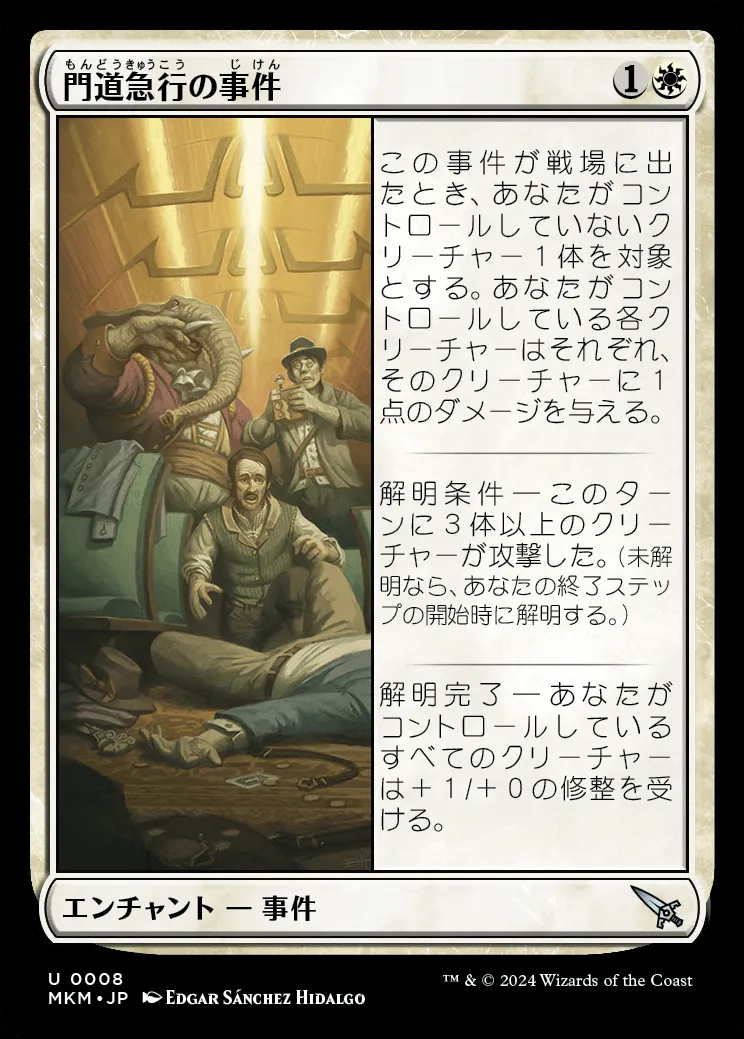 もんどうきゅうこう じけん
門道急行の事件
1
この事件が戦場に出
たとき、あなたがコン
トロールしていないク
リーチャー1体を対象
とする。あなたがコン
トロールしている各ク
リーチャーはそれぞれ、
そのクリーチャーに1
点のダメージを与える。
解明条件 ― このター
ンに3体以上のクリー
チャーが攻撃した。(未解
明なら、あなたの終了ステッ
プの開始時に解明する。)
解明完了 ― あなたが
コントロールしている
すべてのクリーチャー
は+1/+0の修整を受
ける。
エンチャント ― 事件
U 0008
MKM • JP EDGAR SÁNCHEZ HIDALGO
™ & © 2024 Wizards of the Coast